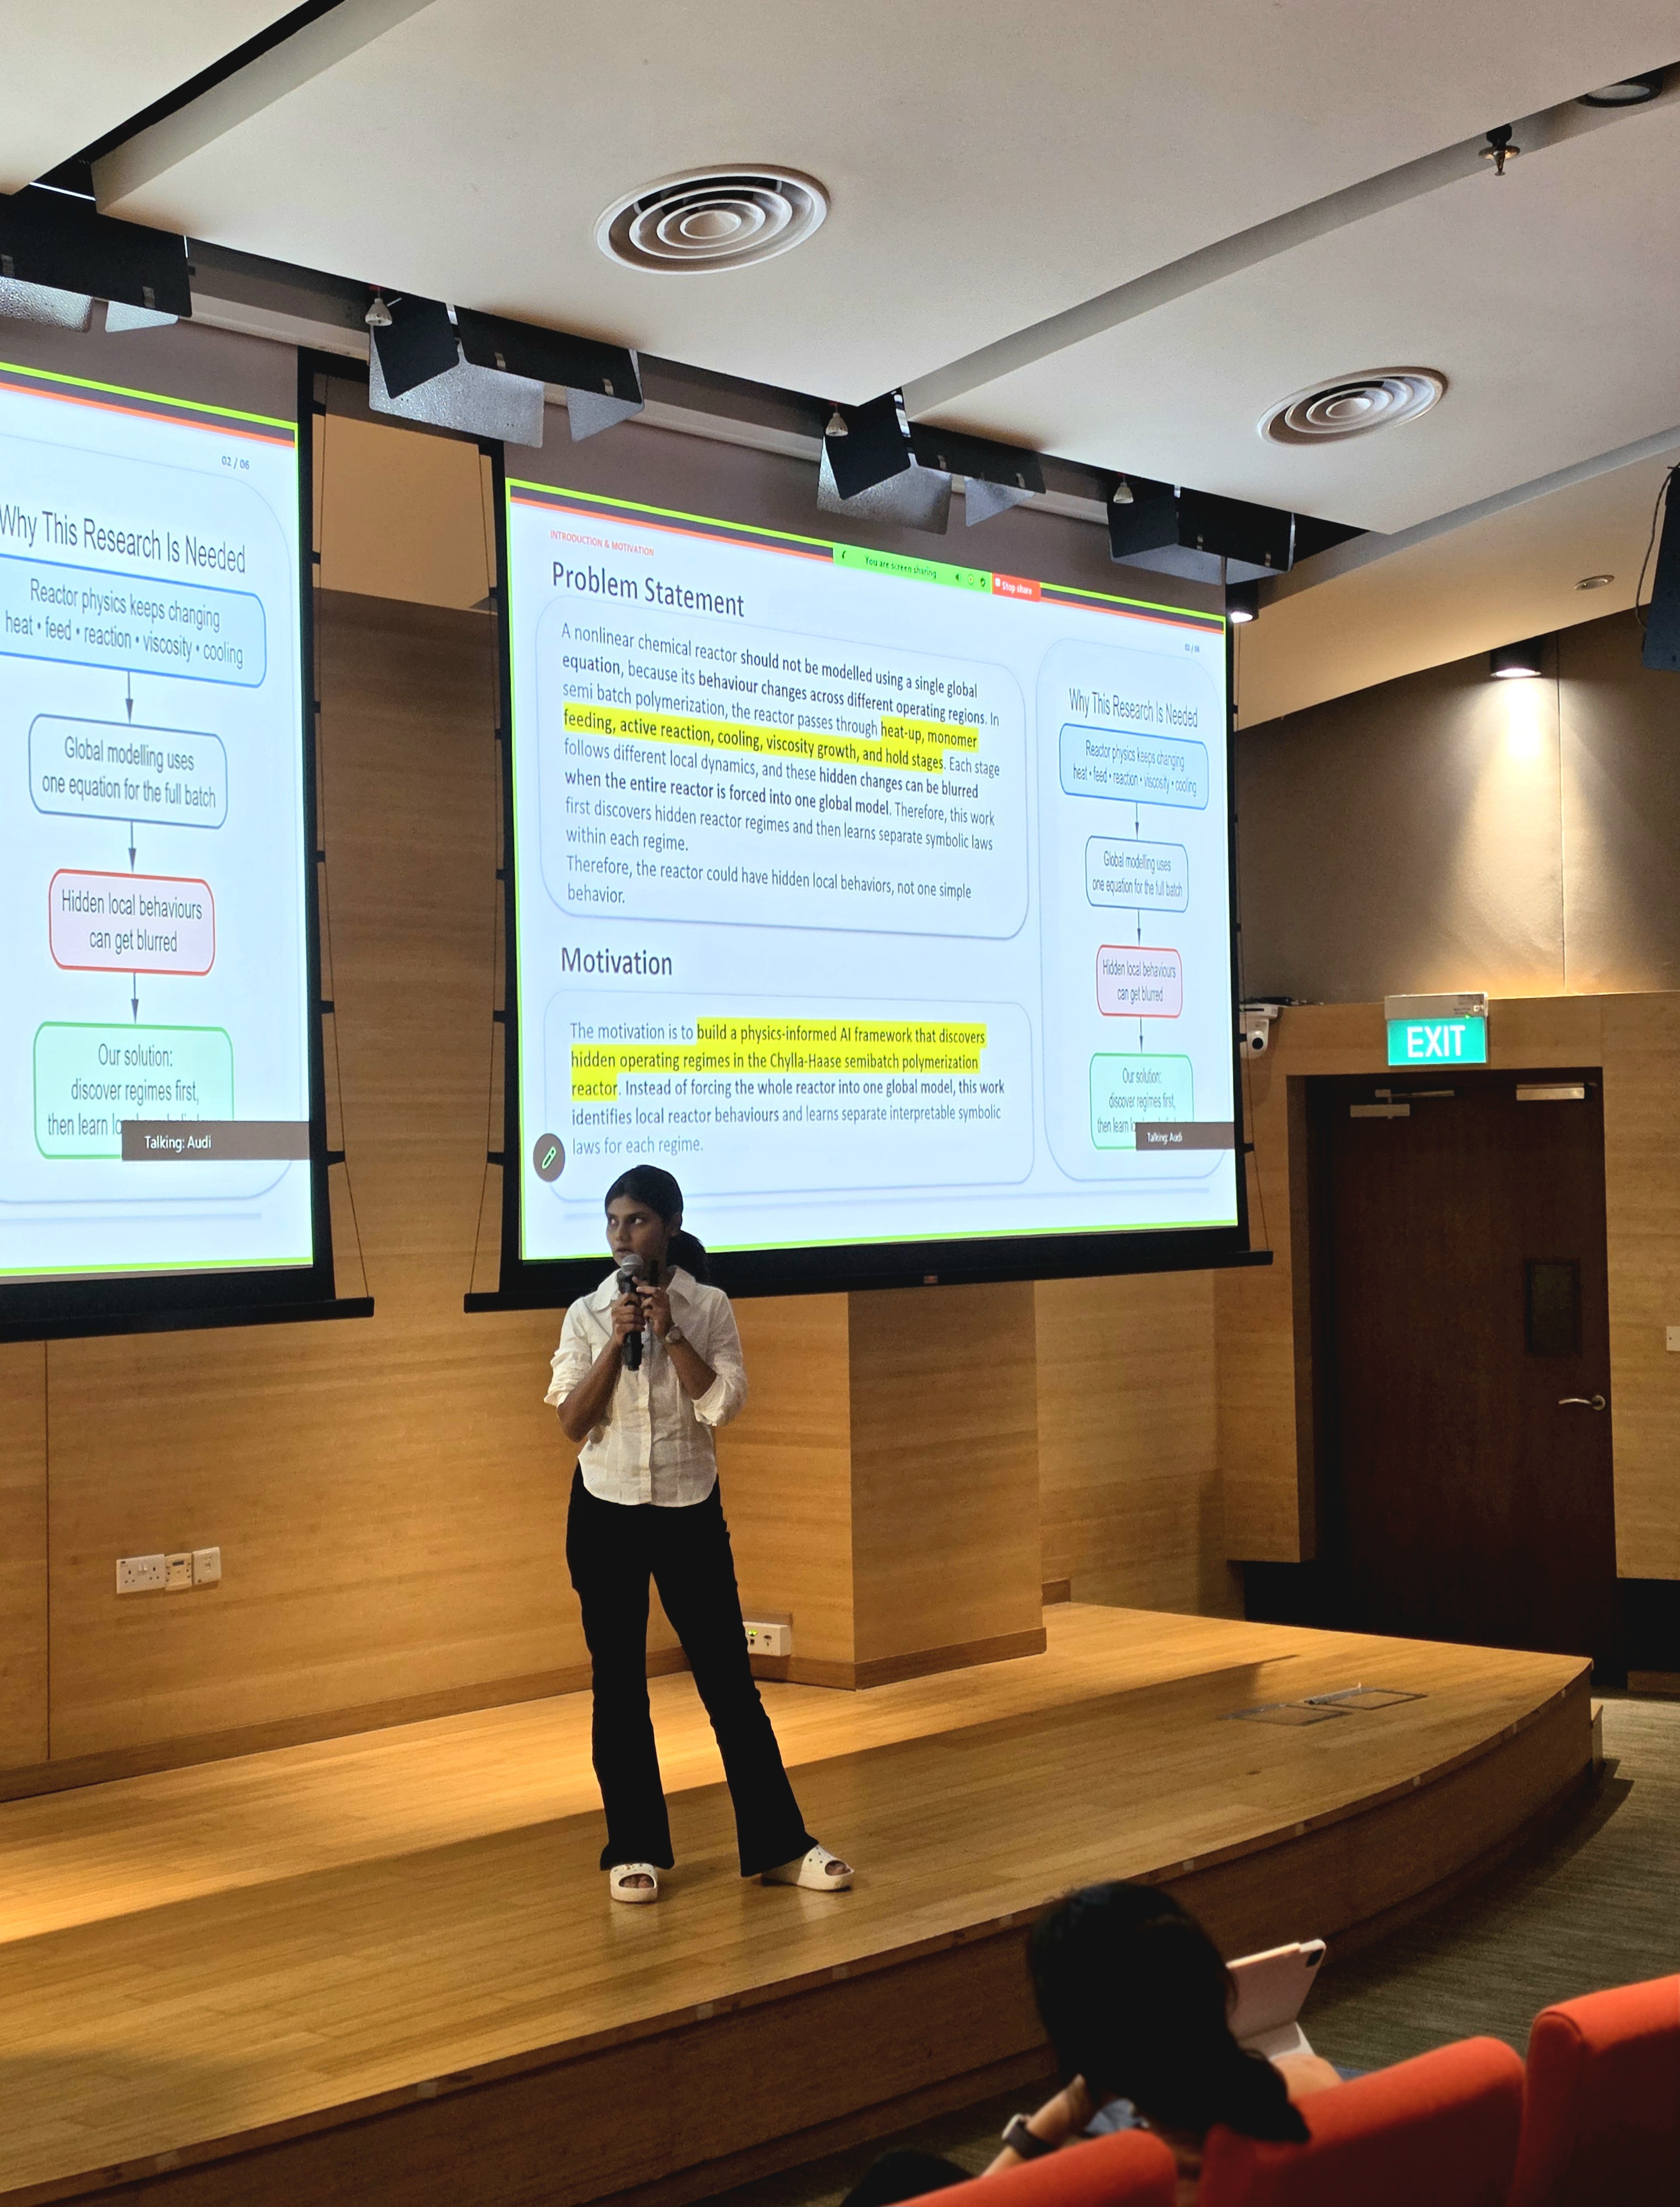 02 / 06
Why This Research Is Needed
Reactor physics keeps changing
heat • feed • reaction • viscosity • cooling
Global modelling uses
one equation for the full batch
Hidden local behaviours
can get blurred
Our solution:
discover regimes first,
then learn
Talking: Audi
INTRODUCTION & MOTIVATION
You are screen sharing
Stop share
Problem Statement
A nonlinear chemical reactor should not be modelled using a single global
equation, because its behaviour changes across different operating regions. In
semi batch polymerization, the reactor passes through heat-up, monomer
feeding, active reaction, cooling, viscosity growth, and hold stages. Each stage
follows different local dynamics, and these hidden changes can be blurred
when the entire reactor is forced into one global model. Therefore, this work
first discovers hidden reactor regimes and then learns separate symbolic laws
within each regime.
Therefore, the reactor could have hidden local behaviors, not one simple
behavior.
Motivation
The motivation is to build a physics-informed AI framework that discovers
hidden operating regimes in the Chylla-Haase semibatch polymerization
reactor. Instead of forcing the whole reactor into one global model, this work
identifies local reactor behaviours and learns separate interpretable symbolic
laws for each regime.
02 / 06
Why This Research Is Needed
Reactor physics keeps changing
heat • feed • reaction • viscosity • cooling
Global modelling uses
one equation for the full batch
Hidden local behaviours
can get blurred
Our solution:
discover regimes first,
then learn
Talking: Audi
EXIT